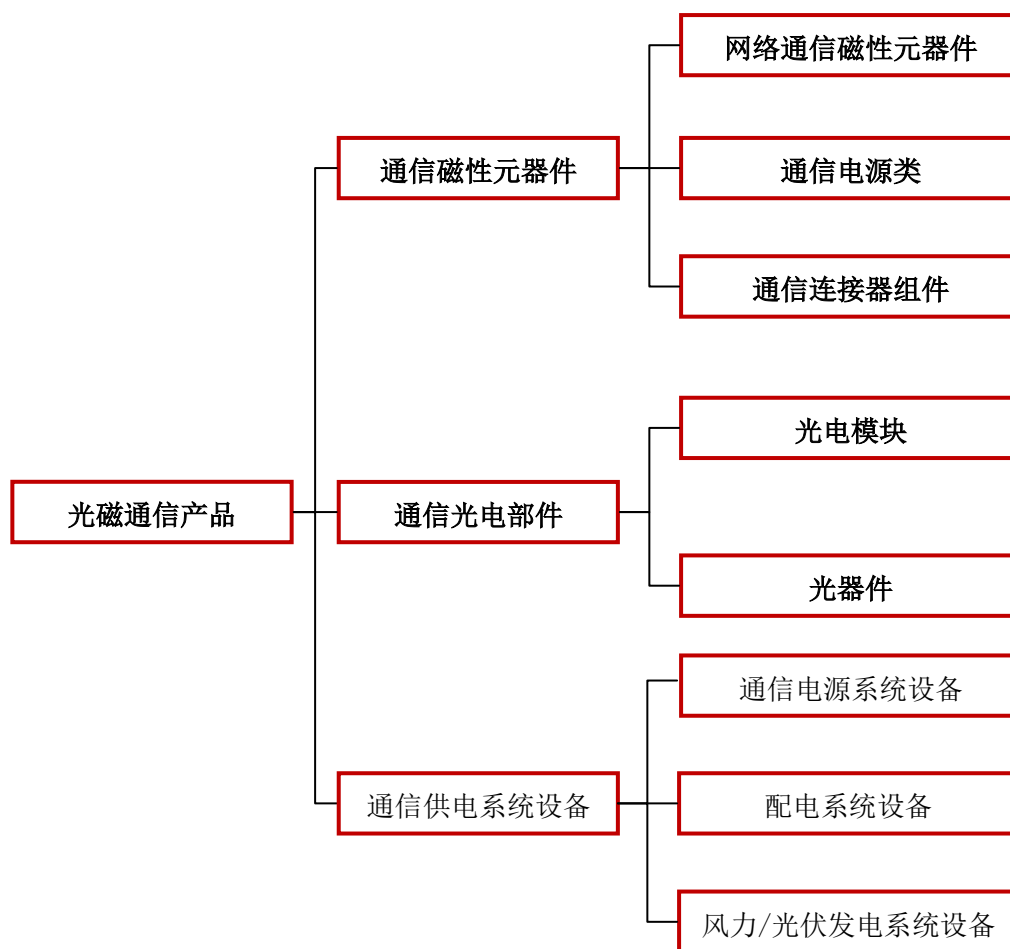 网络通信磁性元器件
通信磁性元器件
通信电源类
通信连接器组件
光电模块
光磁通信产品
通信光电部件
光器件
通信电源系统设备
通信供电系统设备
配电系统设备
风力/光伏发电系统设备